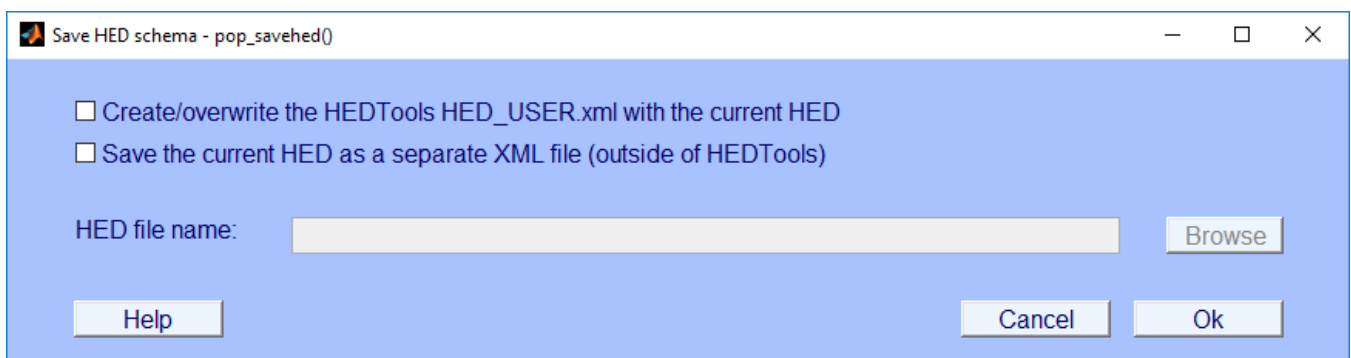 Save HED schema - pop_savehed()
Create/overwrite the HEDTools HED_USER.xml with the current HED
Save the current HED as a separate XML file (outside of HEDTools)
HED file name:
Browse
Help
Cancel
Ok